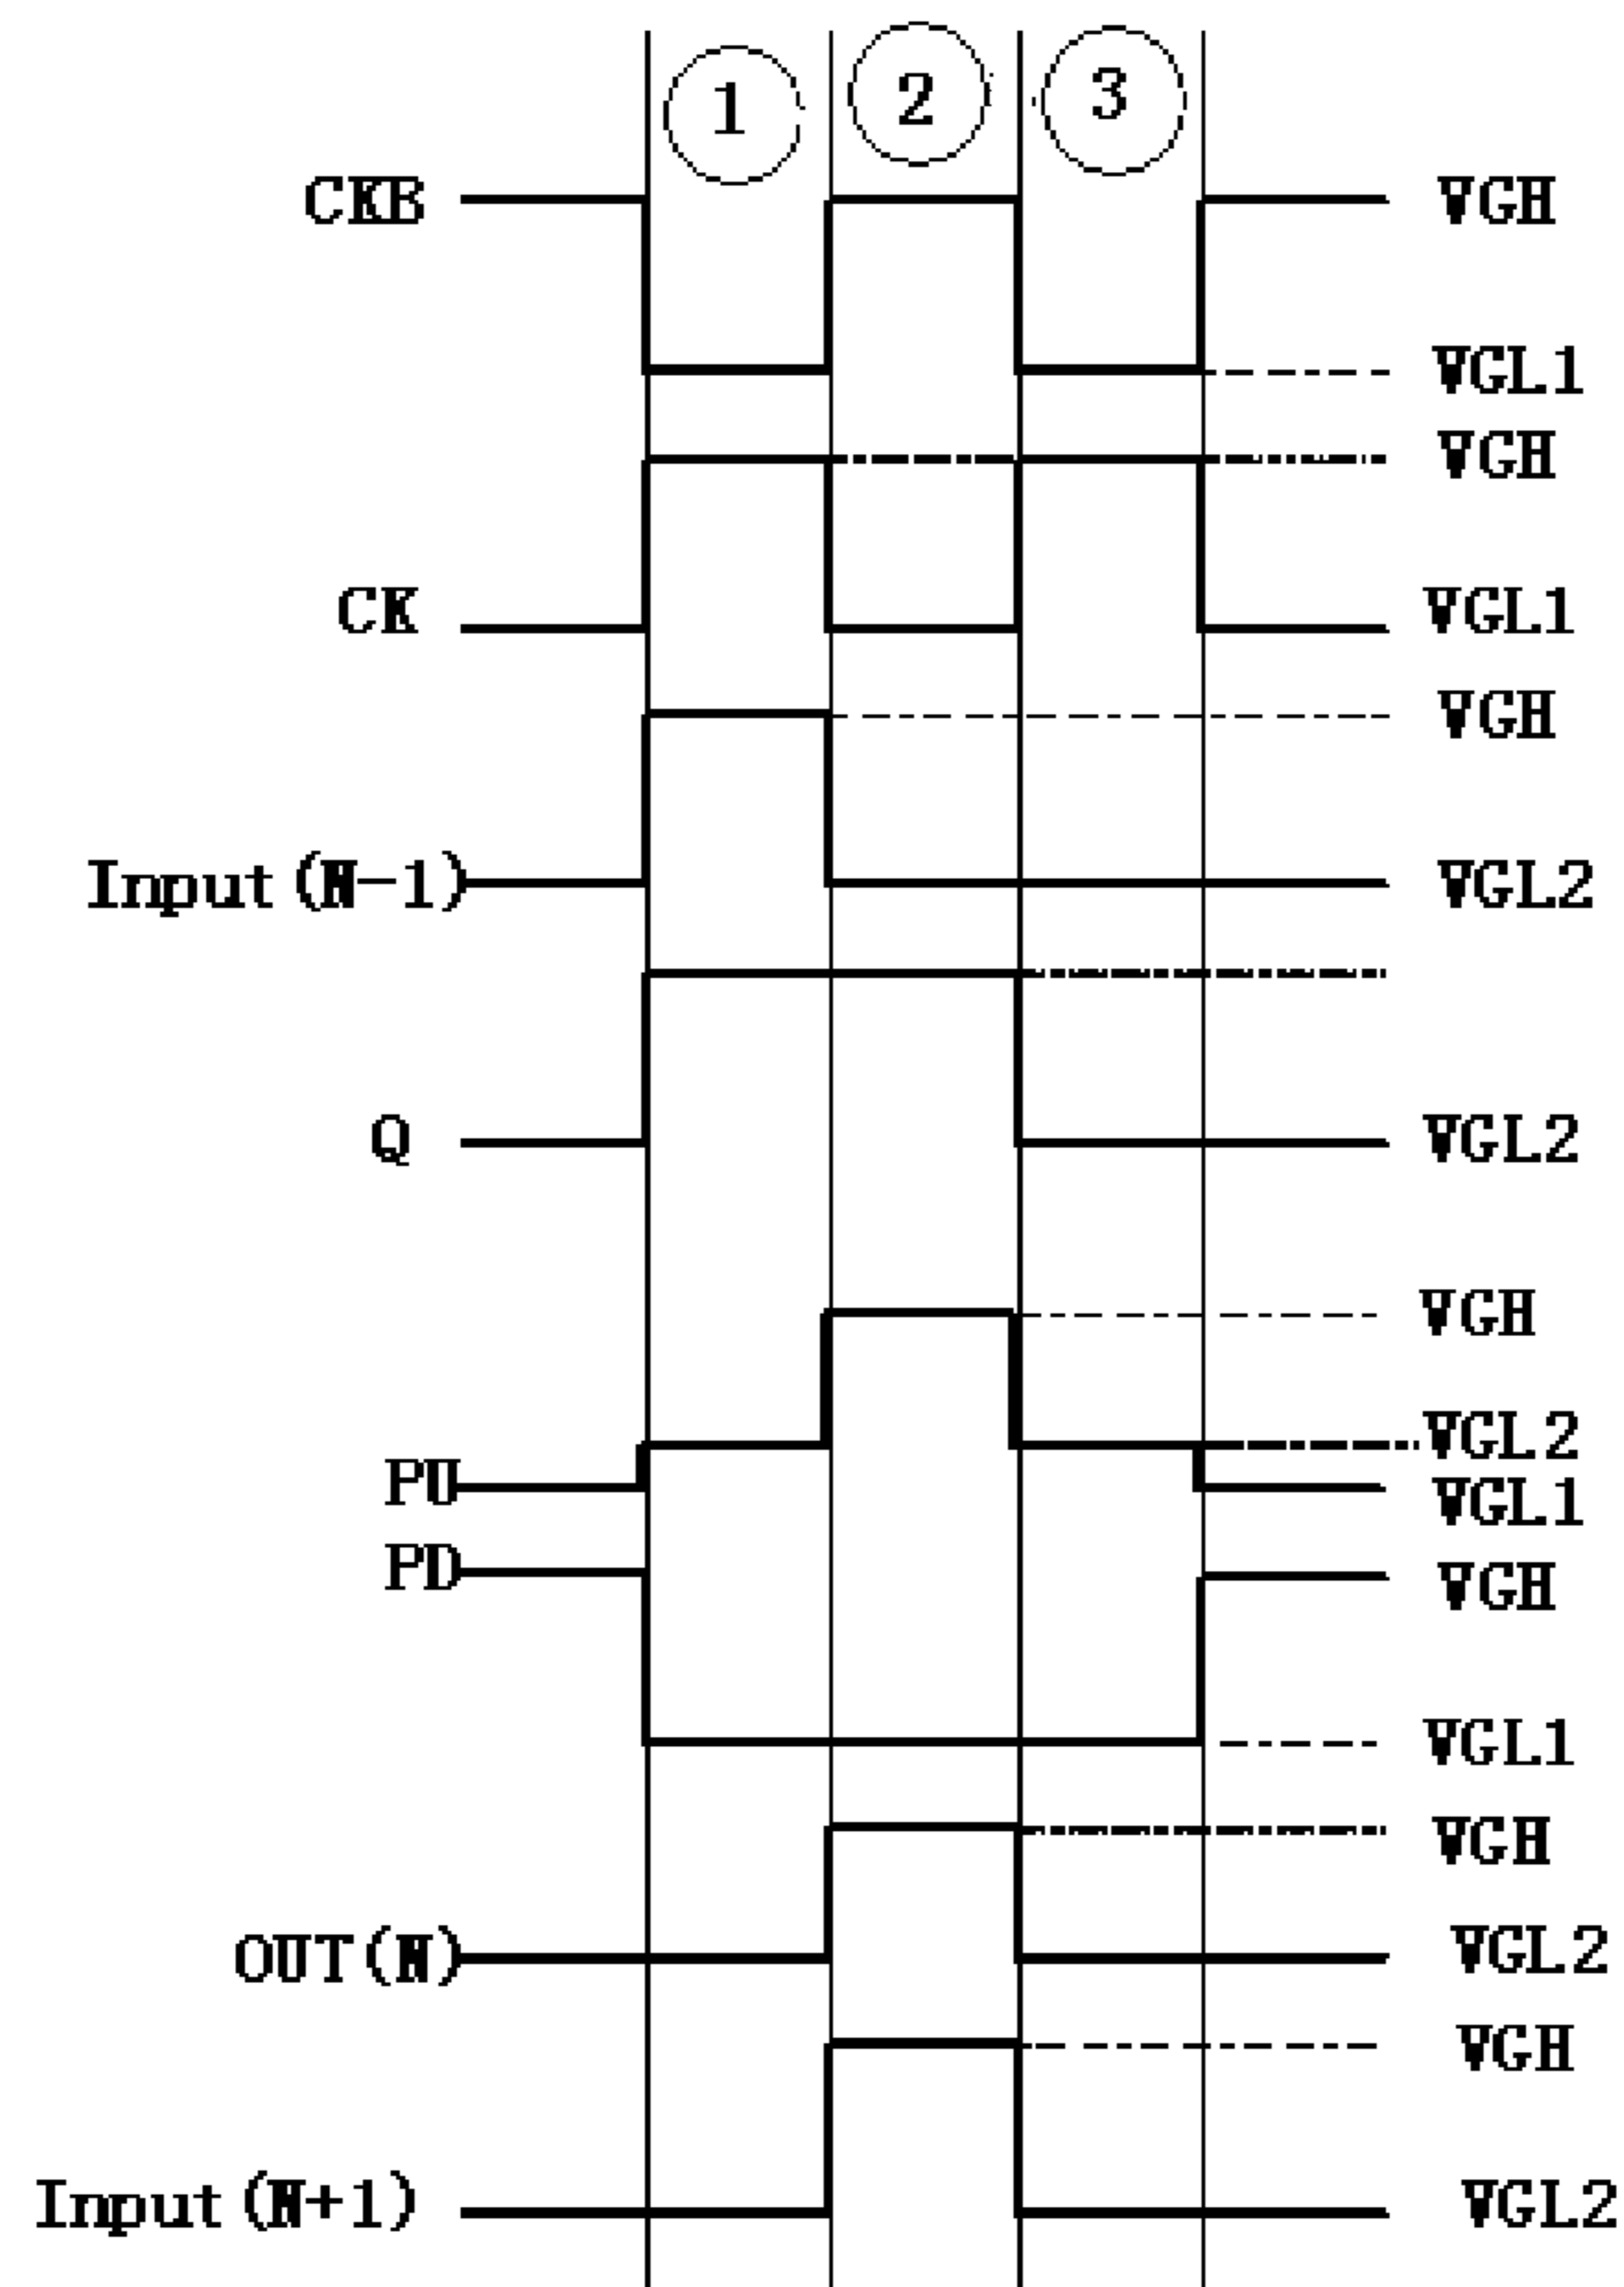 1 2 3
CKB VGH
VGL1
VGH
CK VGL1
VGH
Input(N-1) VGL2
Q VGL2
VGH
VGL2
PU VGL1
PD VGH
VGL1
VGH
OUT(N) VGL2
VGH
Input(N+1) VGL2